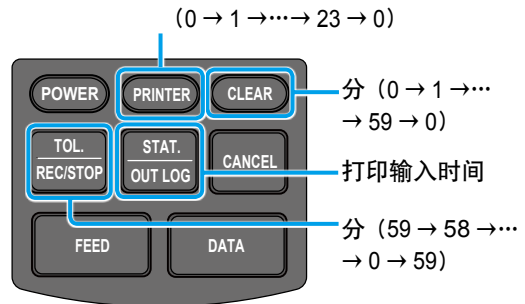 (0 → 1 →⋯→ 23 → 0)
POWER
PRINTER
CLEAR
分 (0 → 1 →⋯
→ 59 → 0)
TOL.
REC/STOP
STAT.
OUT LOG
CANCEL
打印输入时间
FEED
DATA
分 (59 → 58 →⋯
→ 0 → 59)